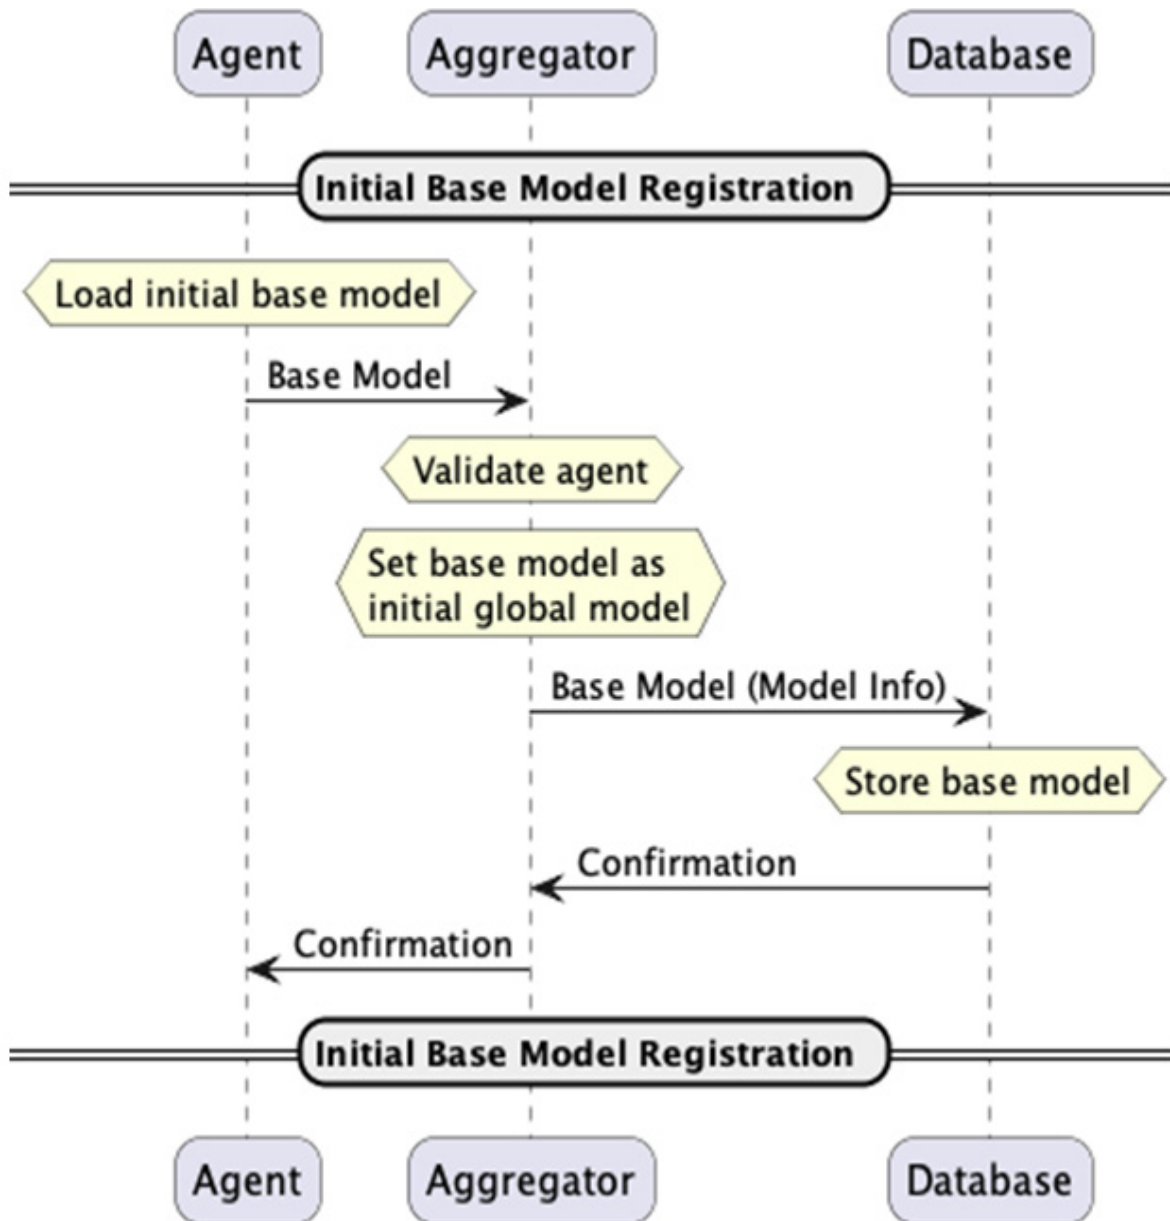 Agent
Aggregator
Database
Initial Base Model Registration
Load initial base model
Base Model
Validate agent
Set base model as
initial global model
Base Model (Model Info)
Store base model
Confirmation
Confirmation
Initial Base Model Registration
Agent
Aggregator
Database